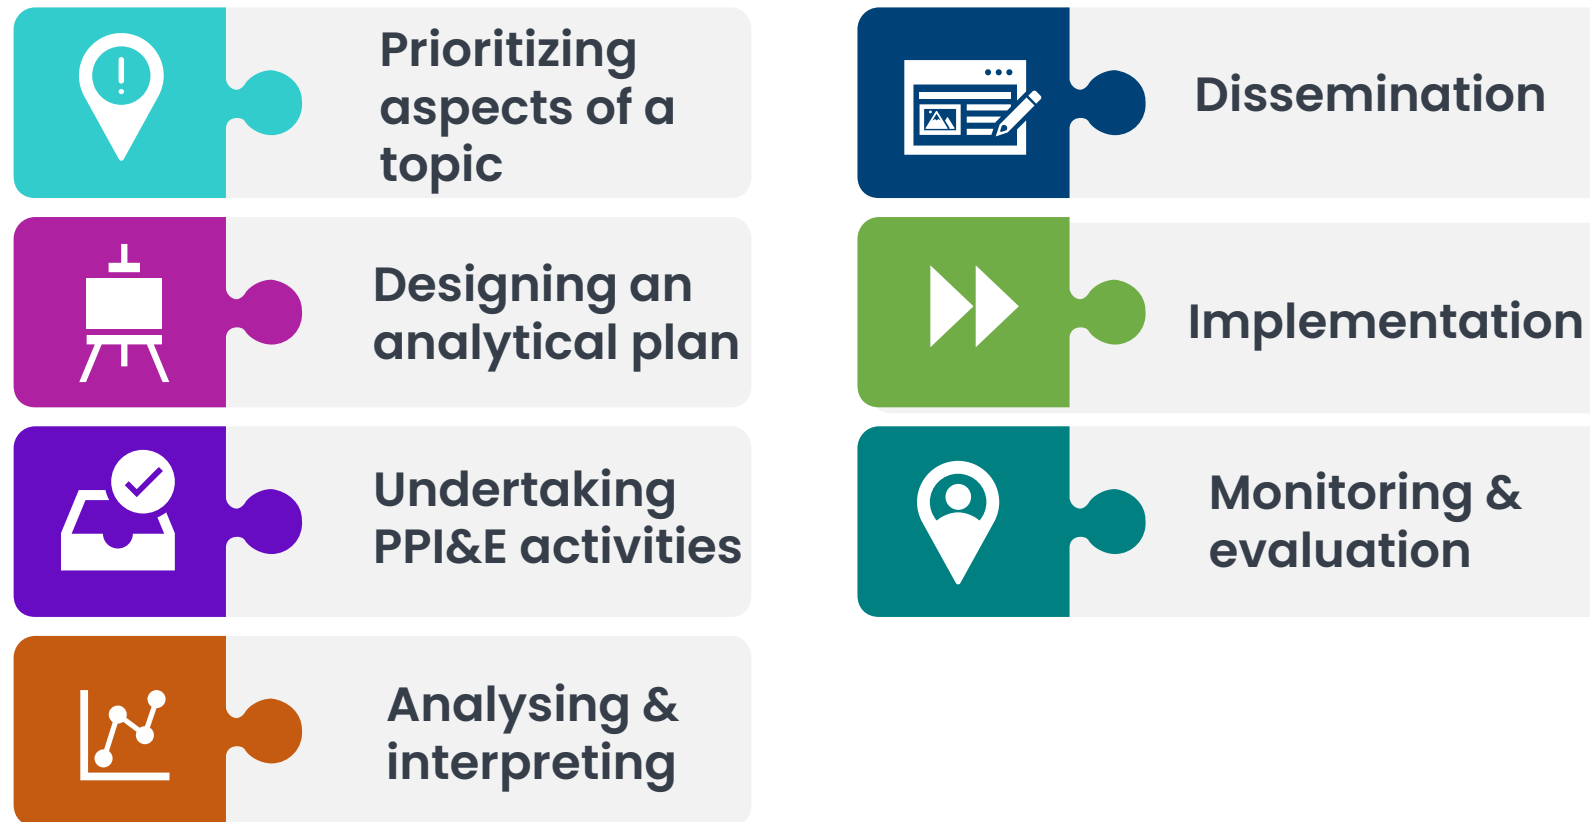 Prioritizing
aspects of a
topic
Designing an
analytical plan
Undertaking
PPI&E activities
Analysing &
interpreting
Dissemination
Implementation
Monitoring &
evaluation